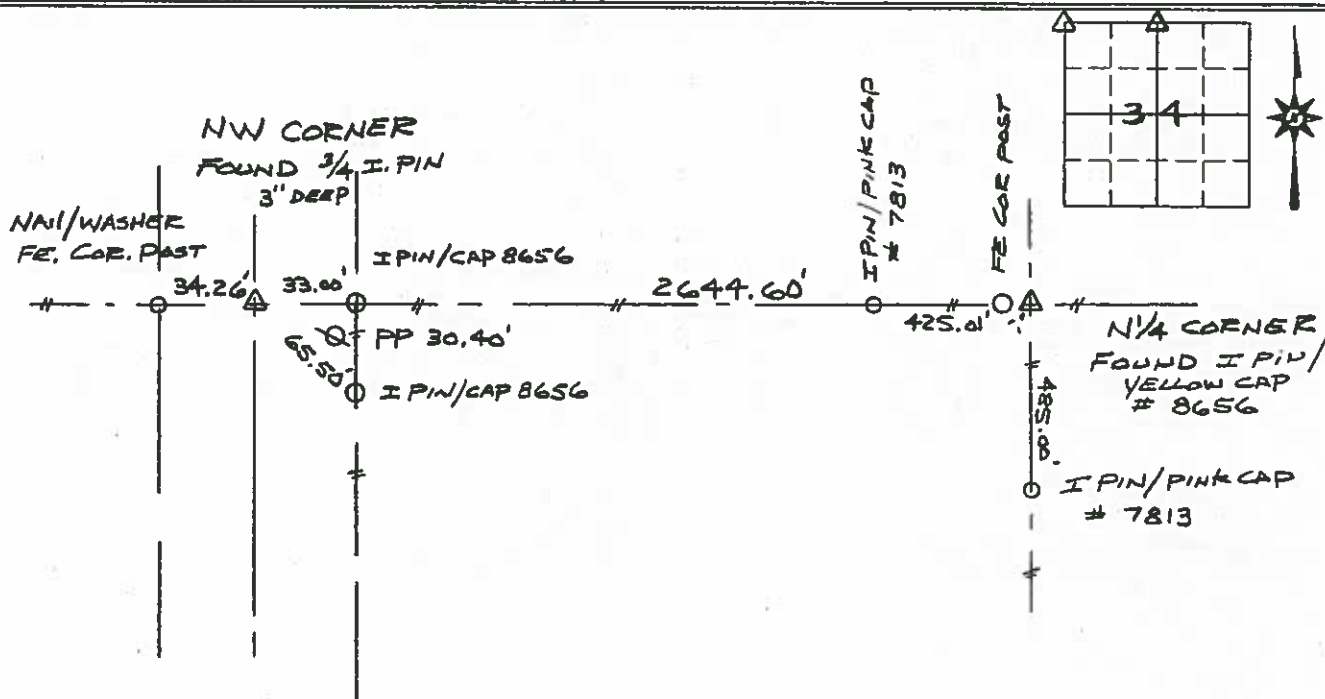 34
NW CORNER
FOUND 3/4 I. PIN
3" DEEP
NAIL/WASHER
FE. COR. POST
34.26'
33.00'
I PIN/CAP 8656
2644.60'
I PIN/PINK CAP
# 7813
FE COR POST
425.01'
PP 30.40'
65.50'
I PIN/CAP 8656
N1/4 CORNER
FOUND I PIN/
YELLOW CAP
# 8656
485.00'
I PIN/PINK CAP
# 7813